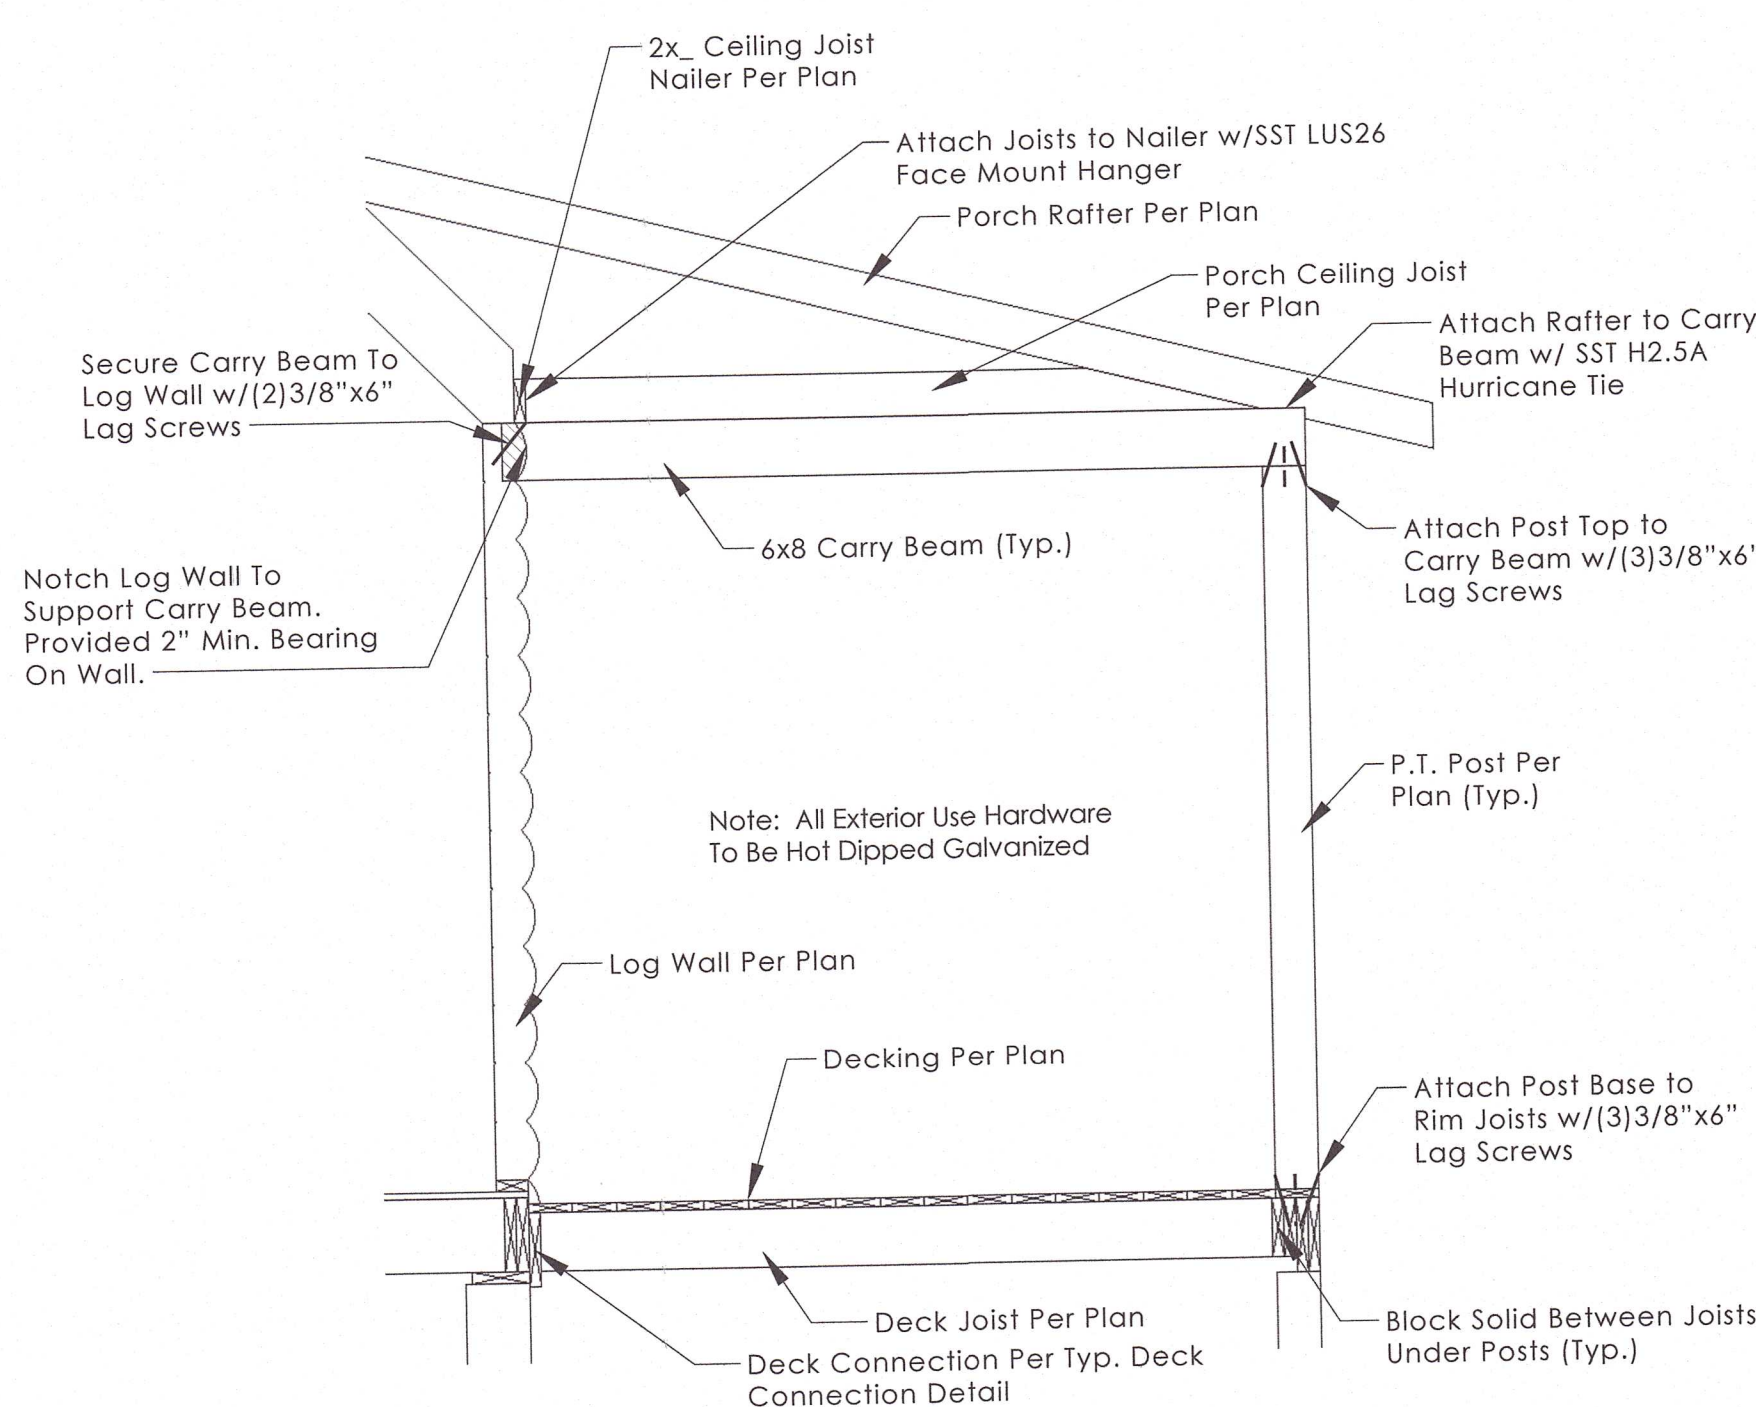 2x_ Ceiling Joist
Nailer Per Plan
Attach Joists to Nailer w/SST LUS26
Face Mount Hanger
Porch Rafter Per Plan
Porch Ceiling Joist
Per Plan
Attach Rafter to Carry
Beam w/ SST H2.5A
Hurricane Tie
Secure Carry Beam To
Log Wall w/(2)3/8"x6"
Lag Screws
6x8 Carry Beam (Typ.)
Attach Post Top to
Carry Beam w/(3)3/8"x6'
Lag Screws
Notch Log Wall To
Support Carry Beam.
Provided 2" Min. Bearing
On Wall.
P.T. Post Per
Plan (Typ.)
Note: All Exterior Use Hardware
To Be Hot Dipped Galvanized
Log Wall Per Plan
Decking Per Plan
Attach Post Base to
Rim Joists w/(3)3/8"x6"
Lag Screws
Deck Joist Per Plan
Block Solid Between Joists
Under Posts (Typ.)
Deck Connection Per Typ. Deck
Connection Detail